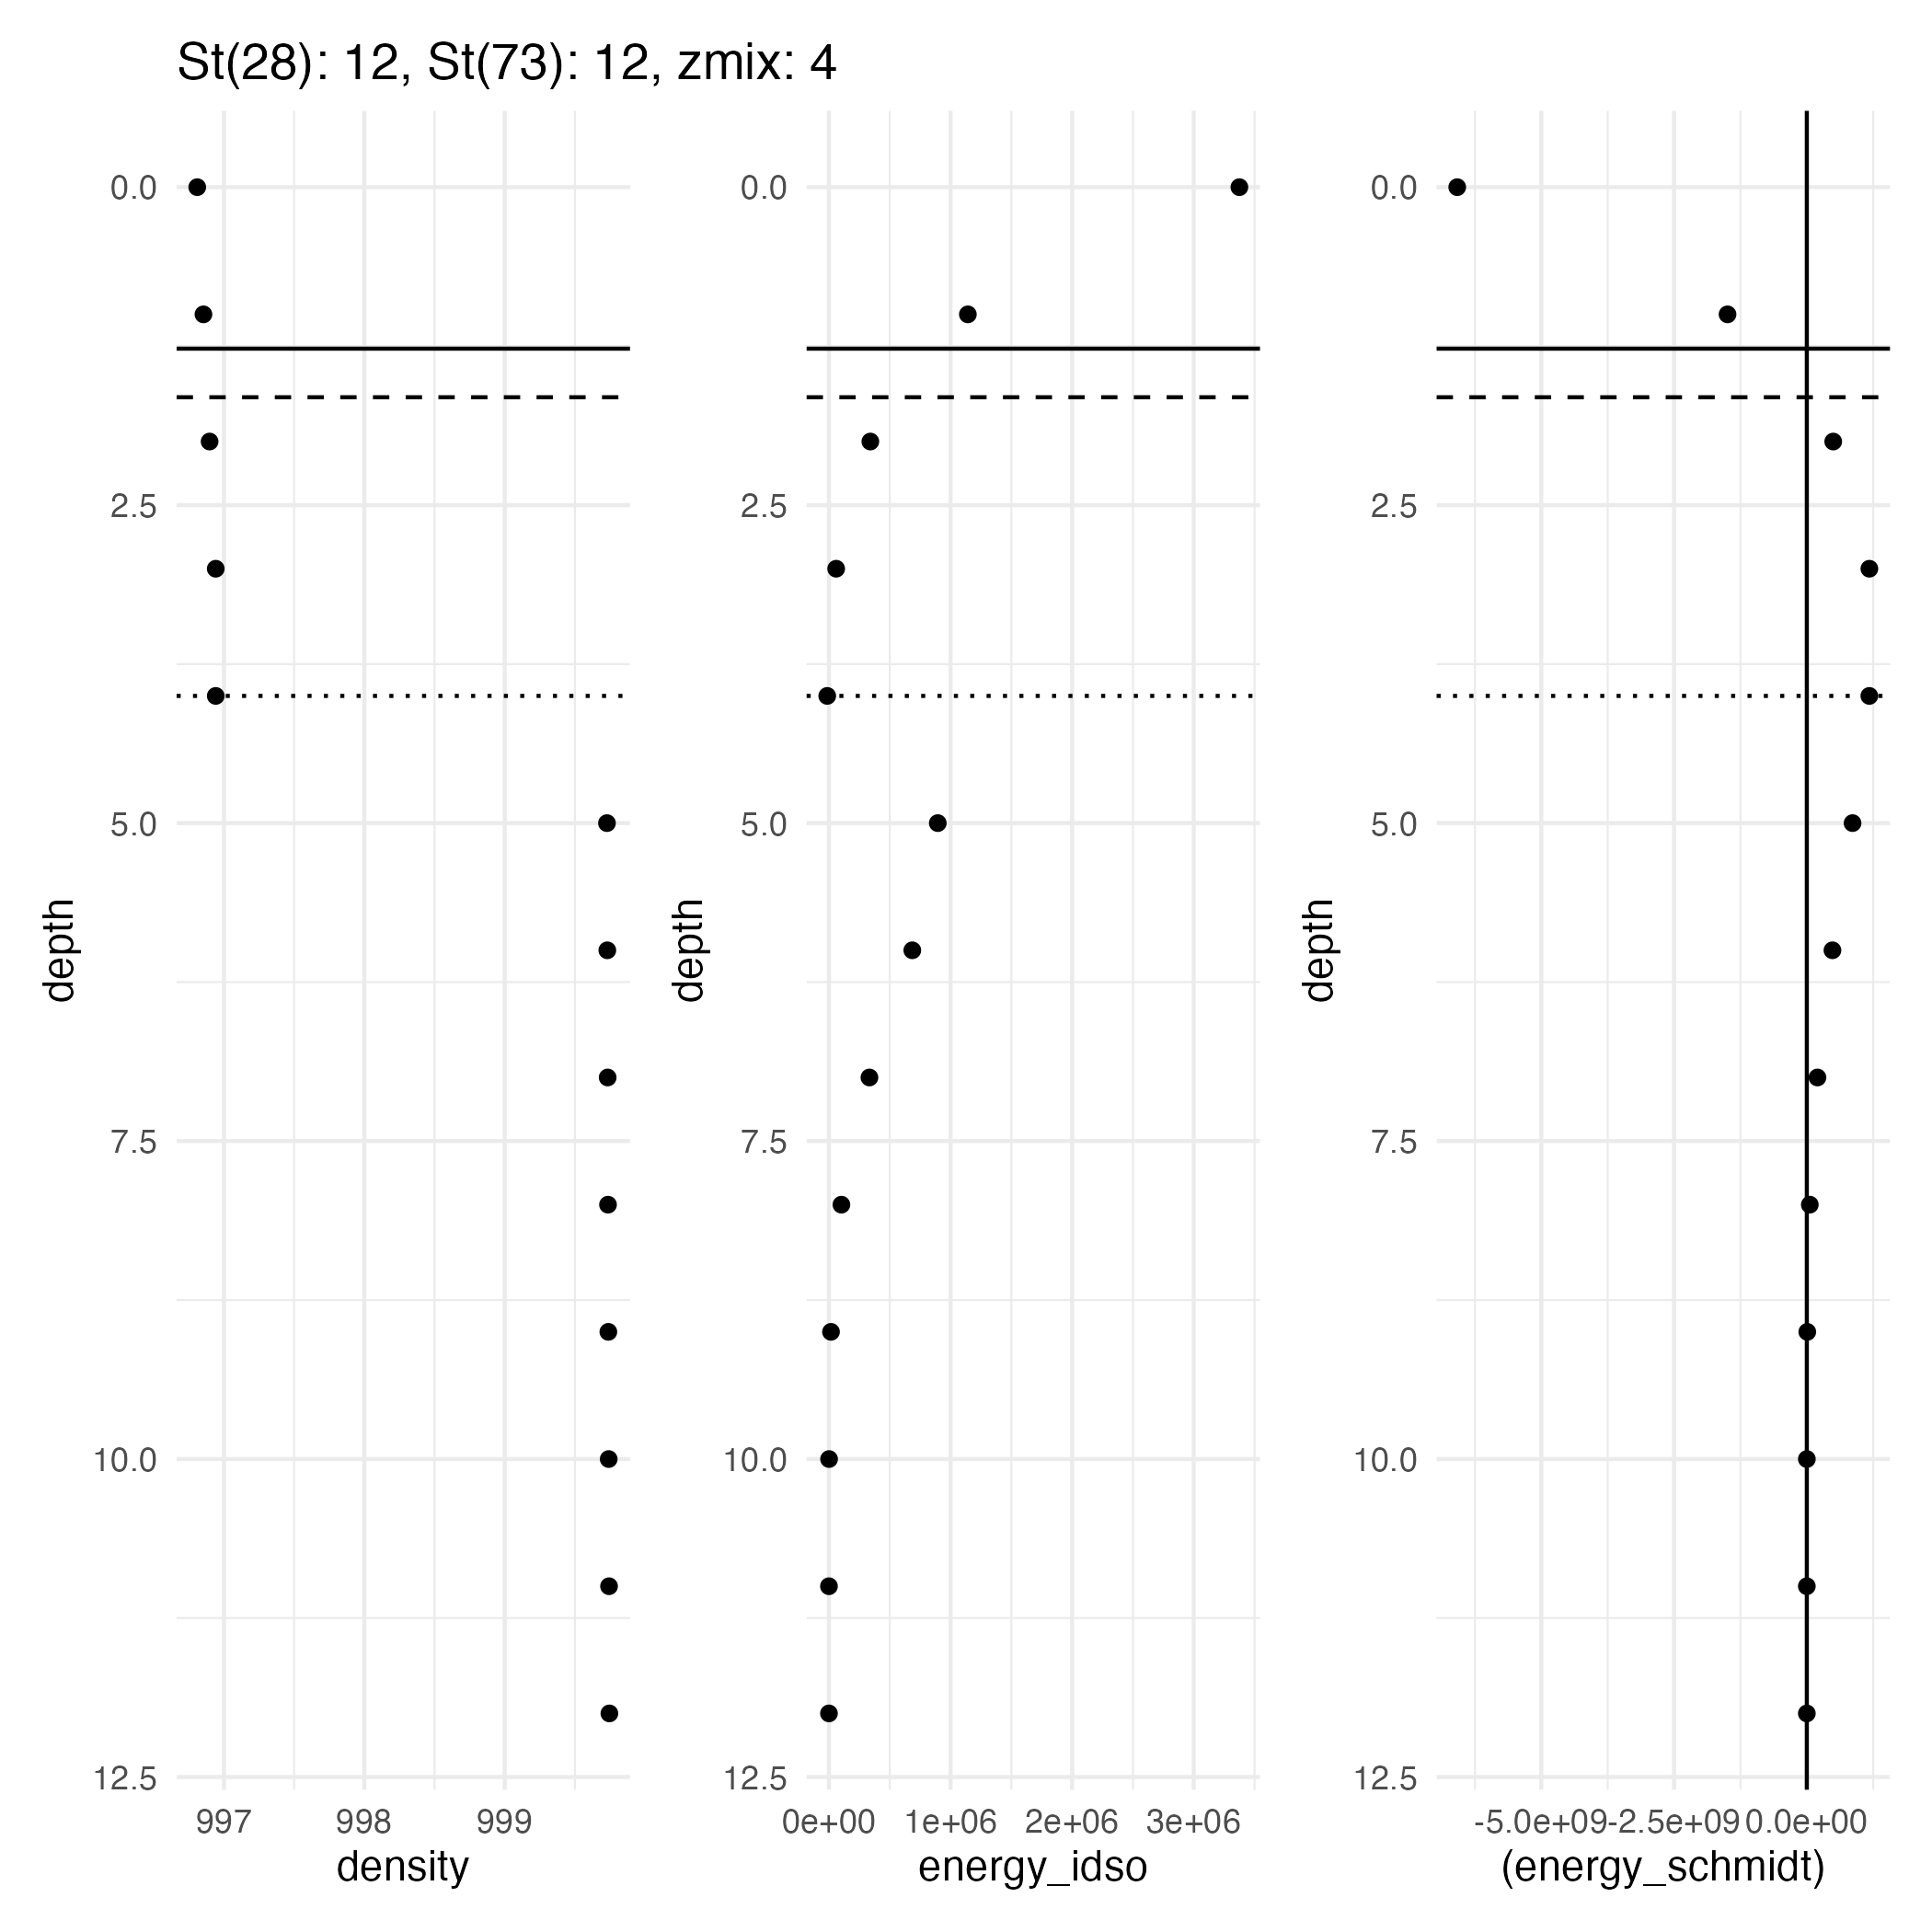 St(28): 12, St(73): 12, zmix: 4
0.0
2.5
5.0
7.5
10.0
12.5
depth
997 998 999
density
0.0
2.5
5.0
7.5
10.0
12.5
depth
0e+00 1e+06 2e+06 3e+06
energy_idso
0.0
2.5
5.0
7.5
10.0
12.5
depth
-5.0e+09 -2.5e+09 0.0e+00
(energy_schmidt)